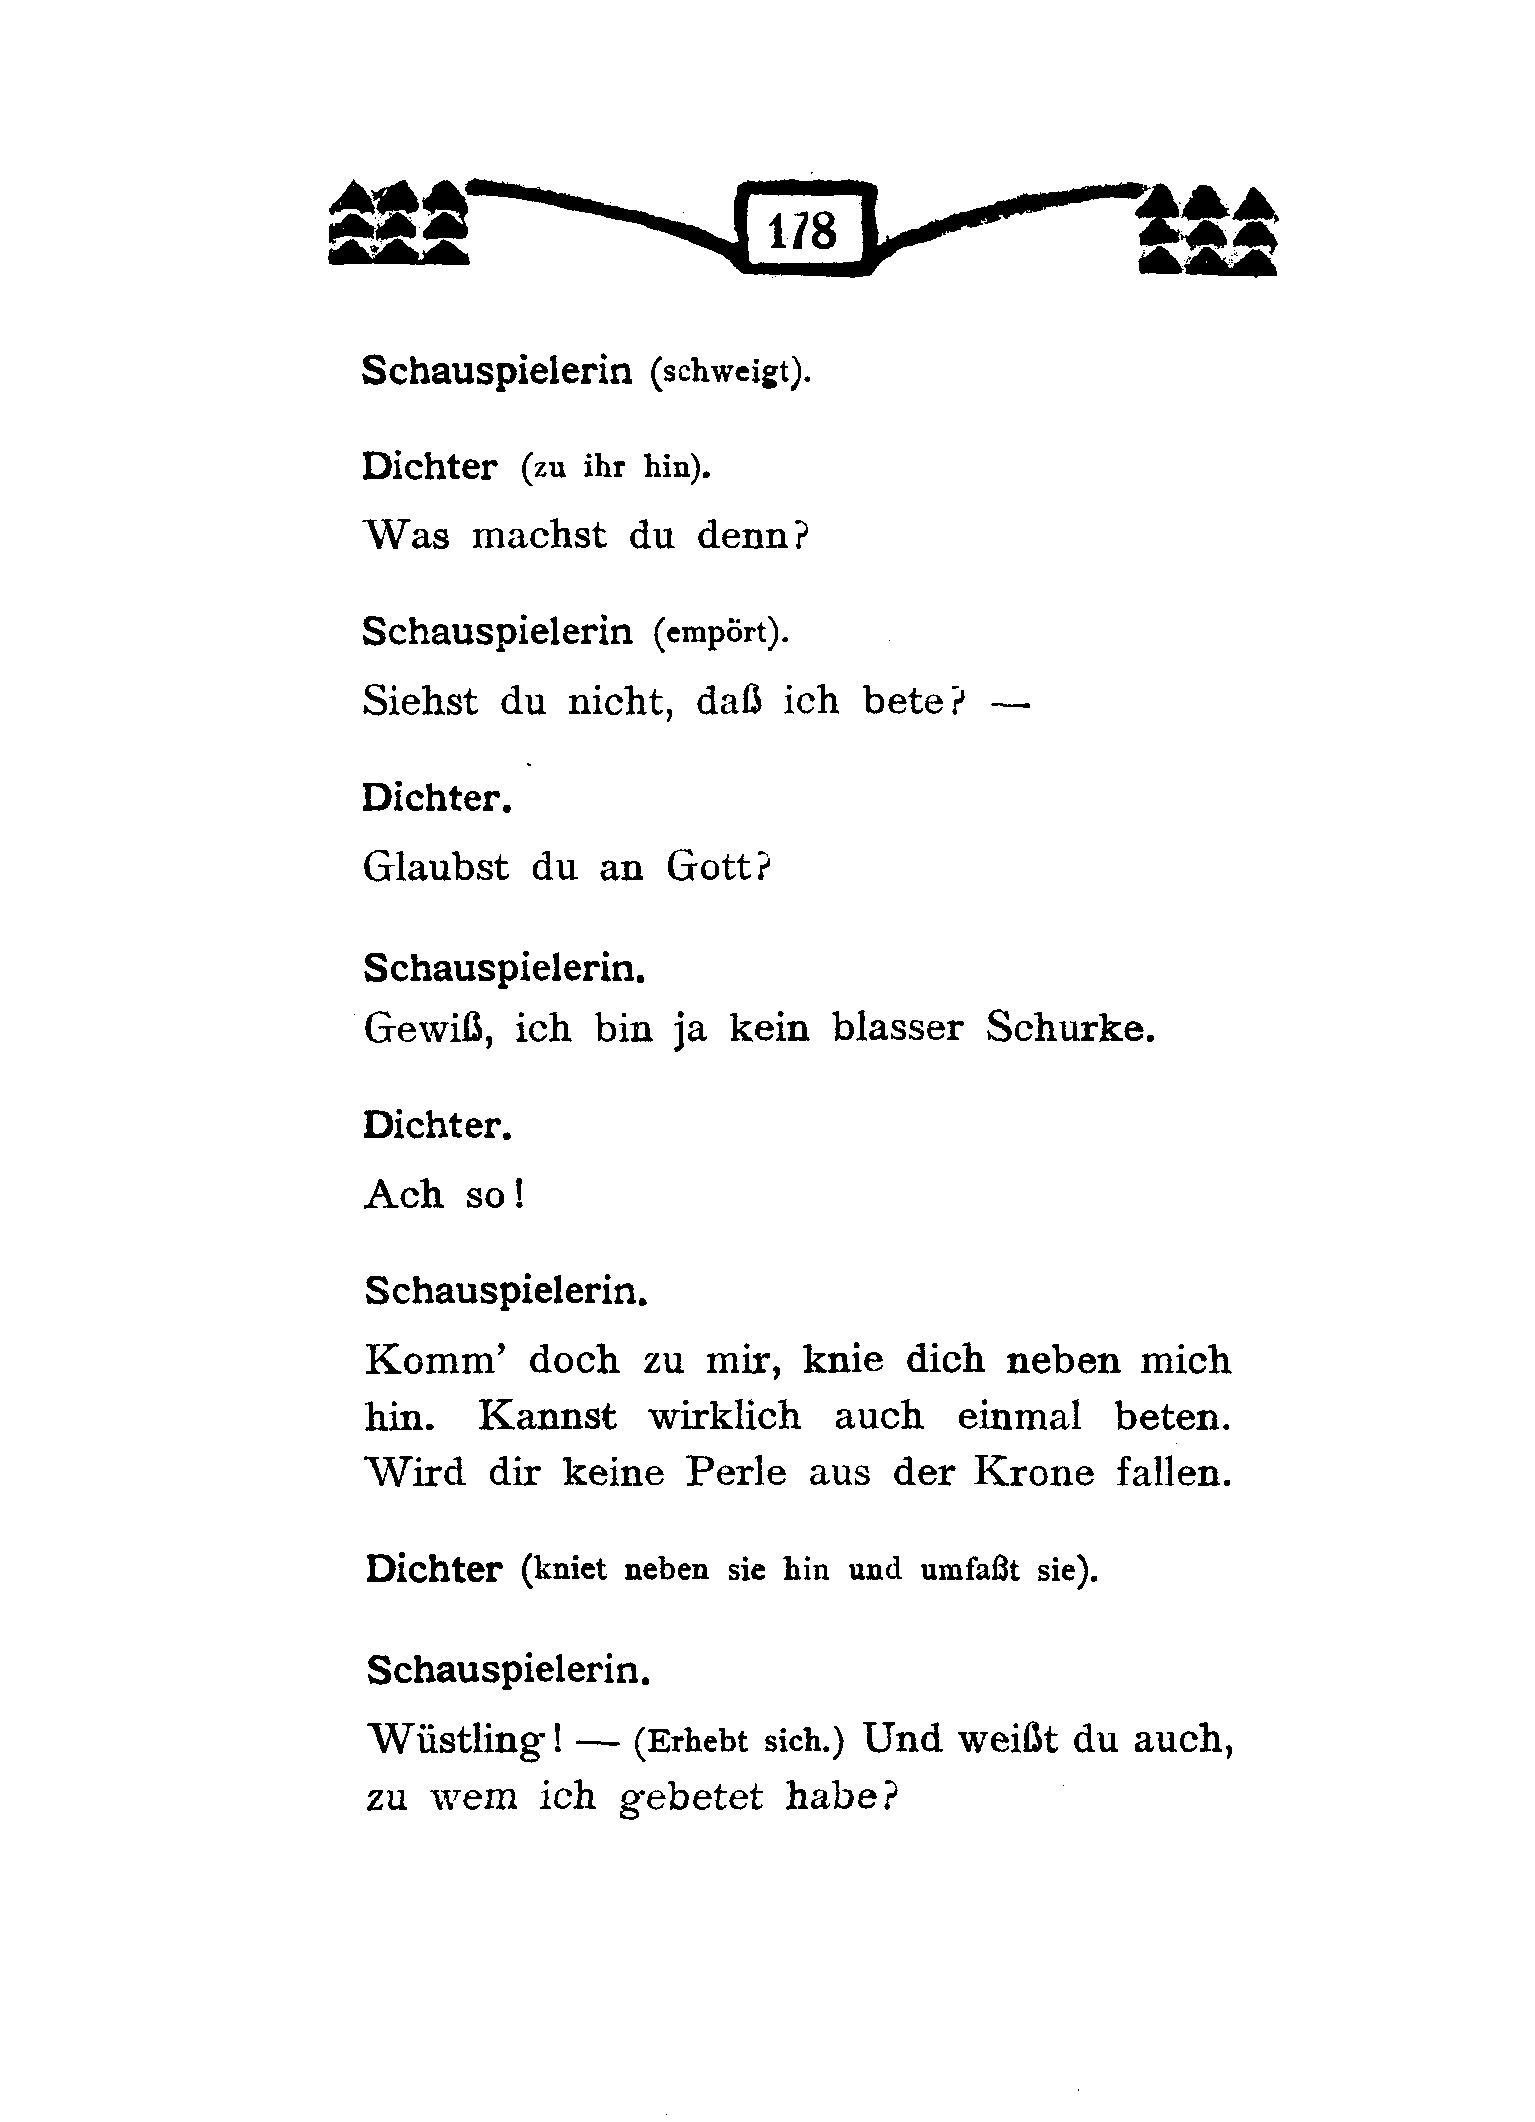 178
Schauspielerin (schweigt).
Dichter (zu ihr hin).
Was machst du denn?
Schauspielerin (empört).
Siehst du nicht, daß ich bete? —
Dichter.
Glaubst du an Gott?
Schauspielerin.
Gewiß, ich bin ja kein blasser Schurke.
Dichter.
Ach so!
Schauspielerin.
Komm’ doch zu mir, knie dich neben mich
hin. Kannst wirklich auch einmal beten.
Wird dir keine Perle aus der Krone fallen.
Dichter (kniet neben sie hin und umfaßt sie).
Schauspielerin.
Wüstling! — (Erhebt sich.) Und weißt du auch,
zu wem ich gebetet habe?